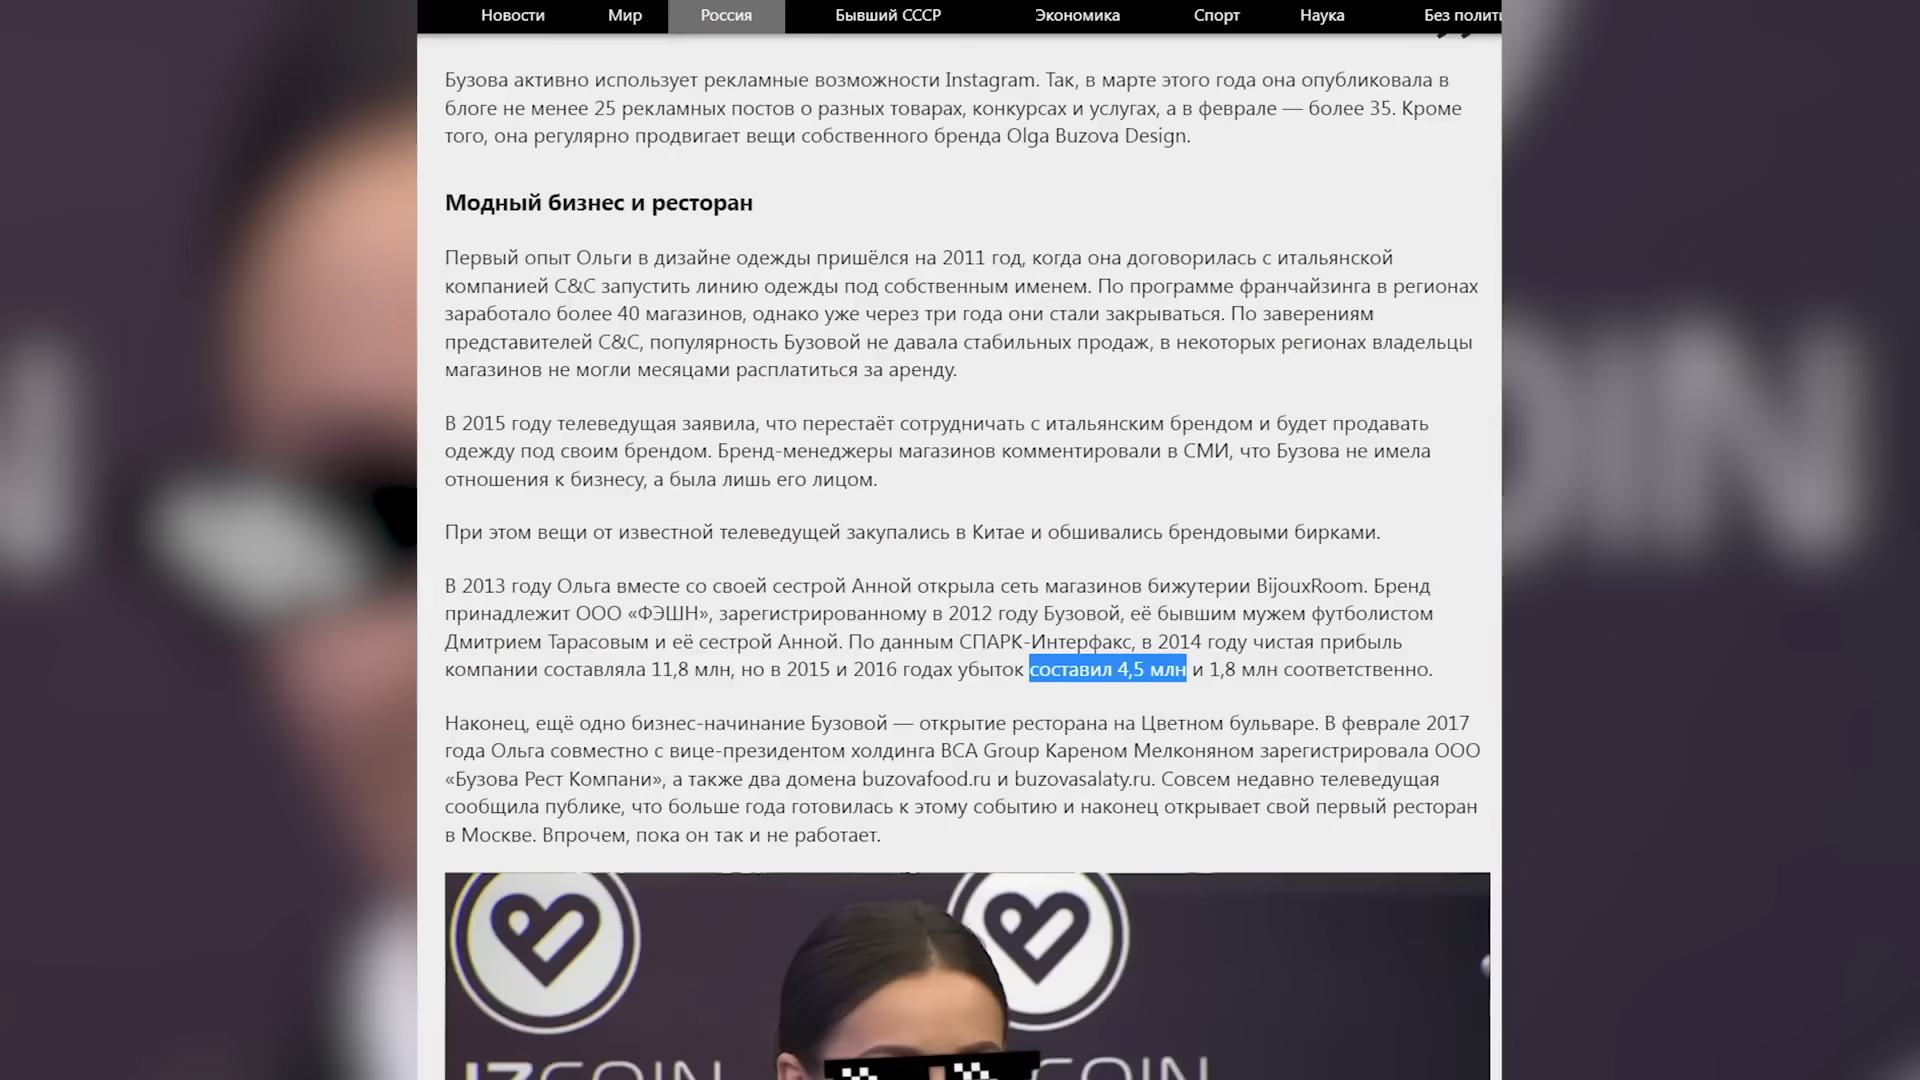 Новости Мир Россия Бывший СССР Экономика Спорт Наука Без полити
Бузова активно использует рекламные возможности Instagram. Так, в марте этого года она опубликовала в
блоге не менее 25 рекламных постов о разных товарах, конкурсах и услугах, а в феврале — более 35. Кроме
того, она регулярно продвигает вещи собственного бренда Olga Buzova Design.
Модный бизнес и ресторан
Первый опыт Ольги в дизайне одежды пришёлся на 2011 год, когда она договорилась с итальянской
компанией C&C запустить линию одежды под собственным именем. По программе франчайзинга в регионах
заработало более 40 магазинов, однако уже через три года они стали закрываться. По заверениям
представителей C&C, популярность Бузовой не давала стабильных продаж, в некоторых регионах владельцы
магазинов не могли месяцами расплатиться за аренду.
В 2015 году телеведущая заявила, что перестаёт сотрудничать с итальянским брендом и будет продавать
одежду под своим брендом. Бренд-менеджеры магазинов комментировали в СМИ, что Бузова не имела
отношения к бизнесу, а была лишь его лицом.
При этом вещи от известной телеведущей закупались в Китае и обшивались брендовыми бирками.
В 2013 году Ольга вместе со своей сестрой Анной открыла сеть магазинов бижутерии BijouxRoom. Бренд
принадлежит ООО «ФЭШН», зарегистрированному в 2012 году Бузовой, её бывшим мужем футболистом
Дмитрием Тарасовым и её сестрой Анной. По данным СПАРК-Интерфакс, в 2014 году чистая прибыль
компании составляла 11,8 млн, но в 2015 и 2016 годах убыток составил 4,5 млн и 1,8 млн соответственно.
Наконец, ещё одно бизнес-начинание Бузовой — открытие ресторана на Цветном бульваре. В феврале 2017
года Ольга совместно с вице-президентом холдинга BCA Group Кареном Мелконяном зарегистрировала ООО
«Бузова Рест Компани», а также два домена buzovafood.ru и buzovasalaty.ru. Совсем недавно телеведущая
сообщила публике, что больше года готовилась к этому событию и наконец открывает свой первый ресторан
в Москве. Впрочем, пока он так и не работает.